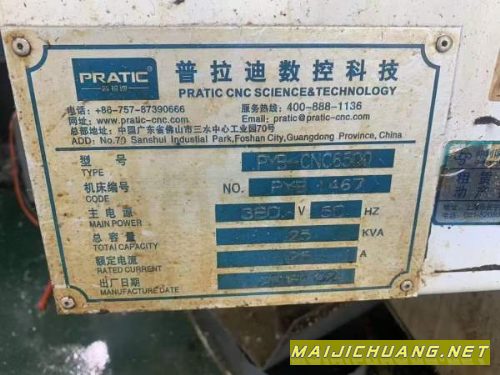 PRATIC®
普拉迪
普拉迪数控科技
PRATIC CNC SCIENCE&TECHNOLOGY
电话：+86-757-87390666 服务热线：400-888-1136
网址：www.pratic-cnc.com Email：pratic@pratic-cnc.com
总部地址：中国广东省佛山市三水中心工业园70号
ADD：No.70 Sanshui Industial Park,Foshan City,Guangdong Province, China
型号 PYB-CNC6500
TYPE
机床编号 NO. PYB 1467
CODE
主电源 380 V 50 HZ
MAIN POWER
总容量 25 KVA
TOTAL CAPACITY
额定电流 A
RATED CURRENT
出厂日期
MANUFACTURE DATE
MAIJICHUANG.NET